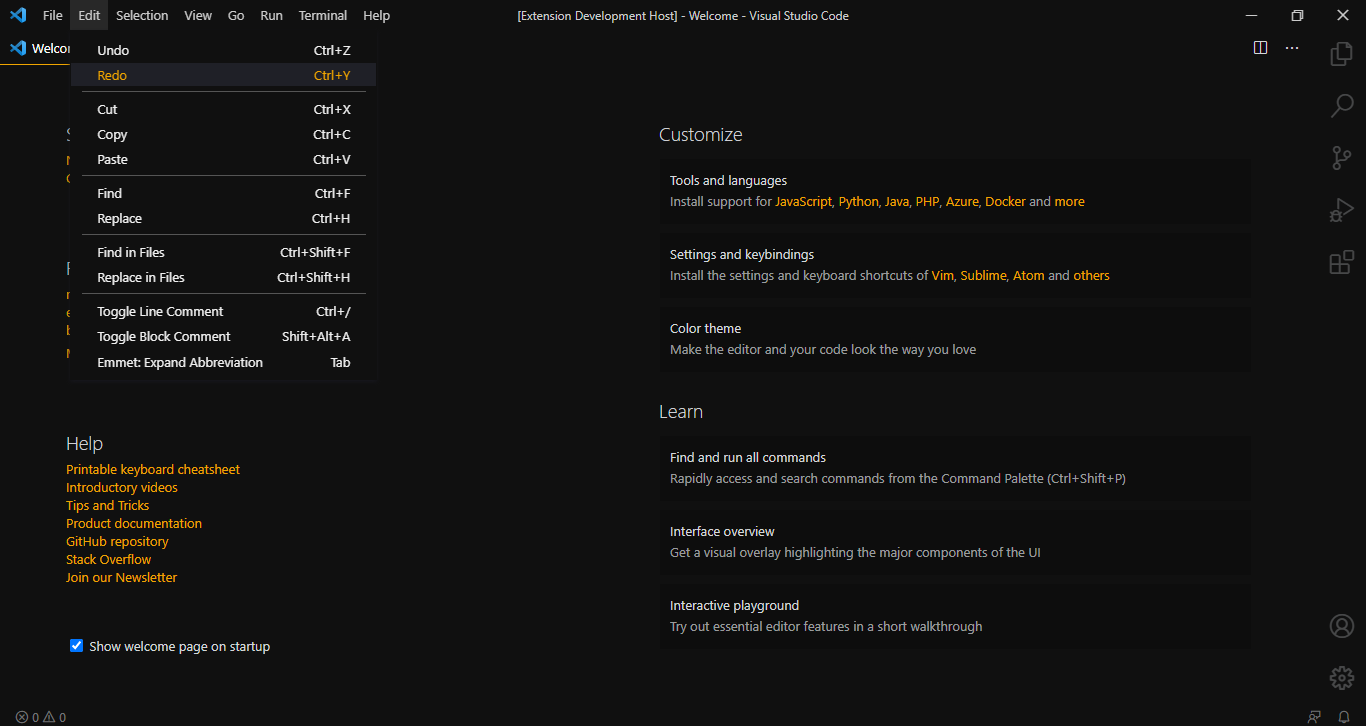 File Edit Selection View Go Run Terminal Help [Extension Development Host] - Welcome - Visual Studio Code
Undo Ctrl+Z
Redo Ctrl+Y
Cut Ctrl+X
Copy Ctrl+C
Paste Ctrl+V
Find Ctrl+F
Replace Ctrl+H
Find in Files Ctrl+Shift+F
Replace in Files Ctrl+Shift+H
Toggle Line Comment Ctrl+/
Toggle Block Comment Shift+Alt+A
Emmet: Expand Abbreviation Tab
Help
Printable keyboard cheatsheet
Introductory videos
Tips and Tricks
Product documentation
GitHub repository
Stack Overflow
Join our Newsletter
Show welcome page on startup
Customize
Tools and languages
Install support for JavaScript, Python, Java, PHP, Azure, Docker and more
Settings and keybindings
Install the settings and keyboard shortcuts of Vim, Sublime, Atom and others
Color theme
Make the editor and your code look the way you love
Learn
Find and run all commands
Rapidly access and search commands from the Command Palette (Ctrl+Shift+P)
Interface overview
Get a visual overlay highlighting the major components of the UI
Interactive playground
Try out essential editor features in a short walkthrough
0 0